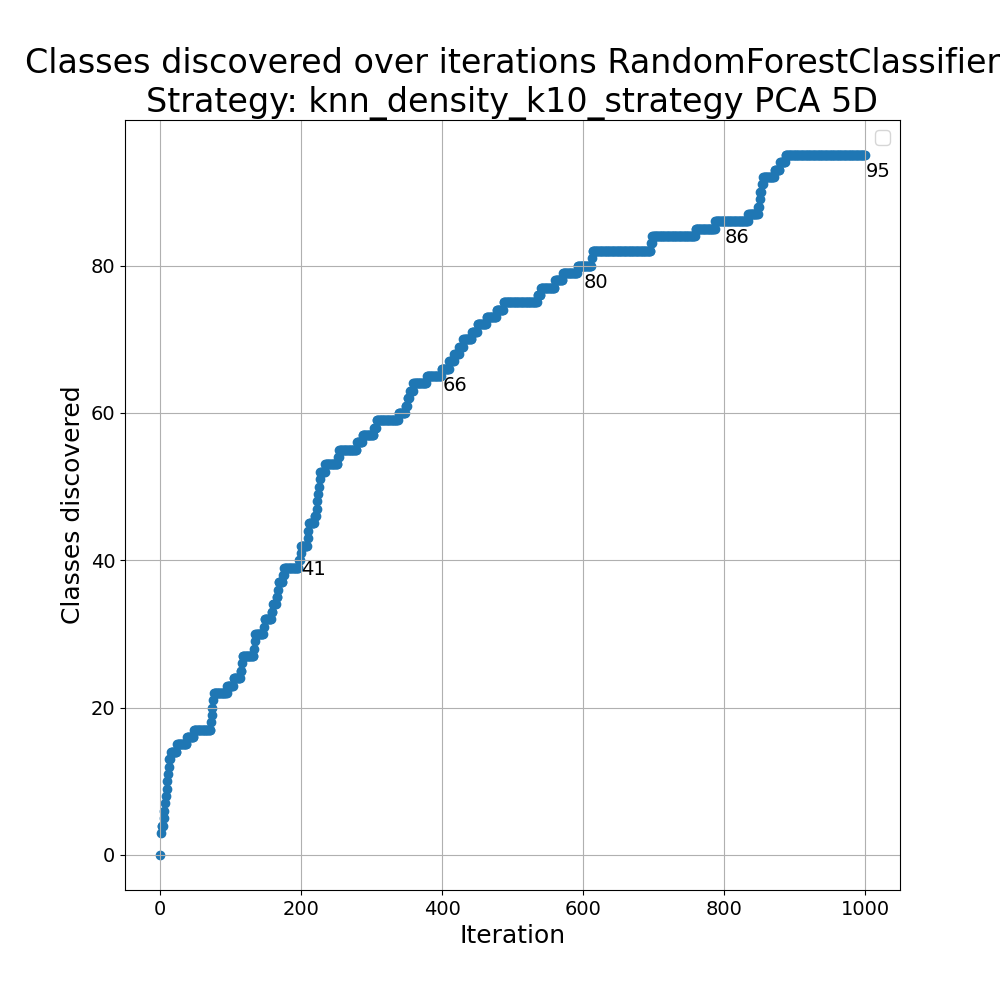 Classes discovered over iterations RandomForestClassifier
Strategy: knn_density_k10_strategy PCA 5D
95
86
80
80
66
60
41
40
20
0
Classes discovered
0 200 400 600 800 1000
Iteration